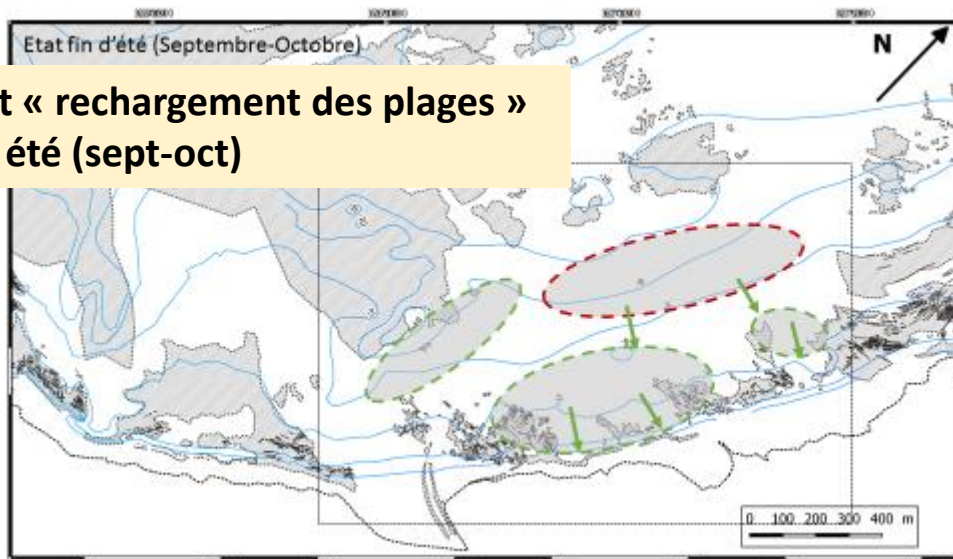 Etat fin d'été (Septembre-Octobre)
N
t « rechargement des plages »
été (sept-oct)
0 100 200 300 400 m